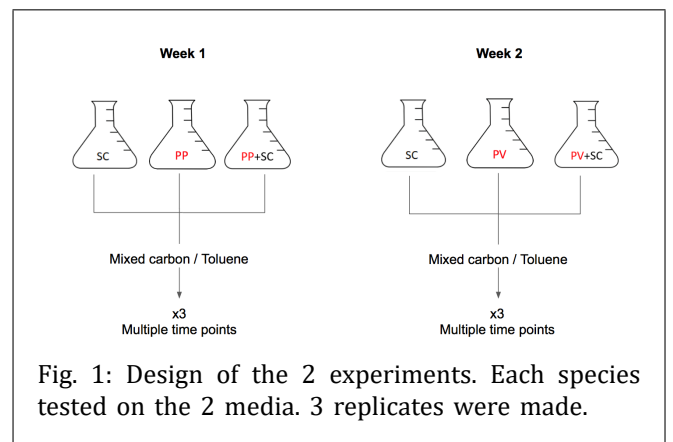 Week 1
Week 2
SC
PP
PP+SC
SC
PV
PV+SC
Mixed carbon / Toluene
Mixed carbon / Toluene
x3
Multiple time points
x3
Multiple time points
Fig. 1: Design of the 2 experiments. Each species
tested on the 2 media. 3 replicates were made.